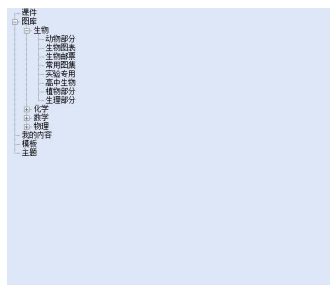 课件
图库
生物
动物部分
生物图表
生物邮票
常用图集
实验专用
高中生物
植物部分
生理部分
化学
数学
物理
我的内容
模板
主题